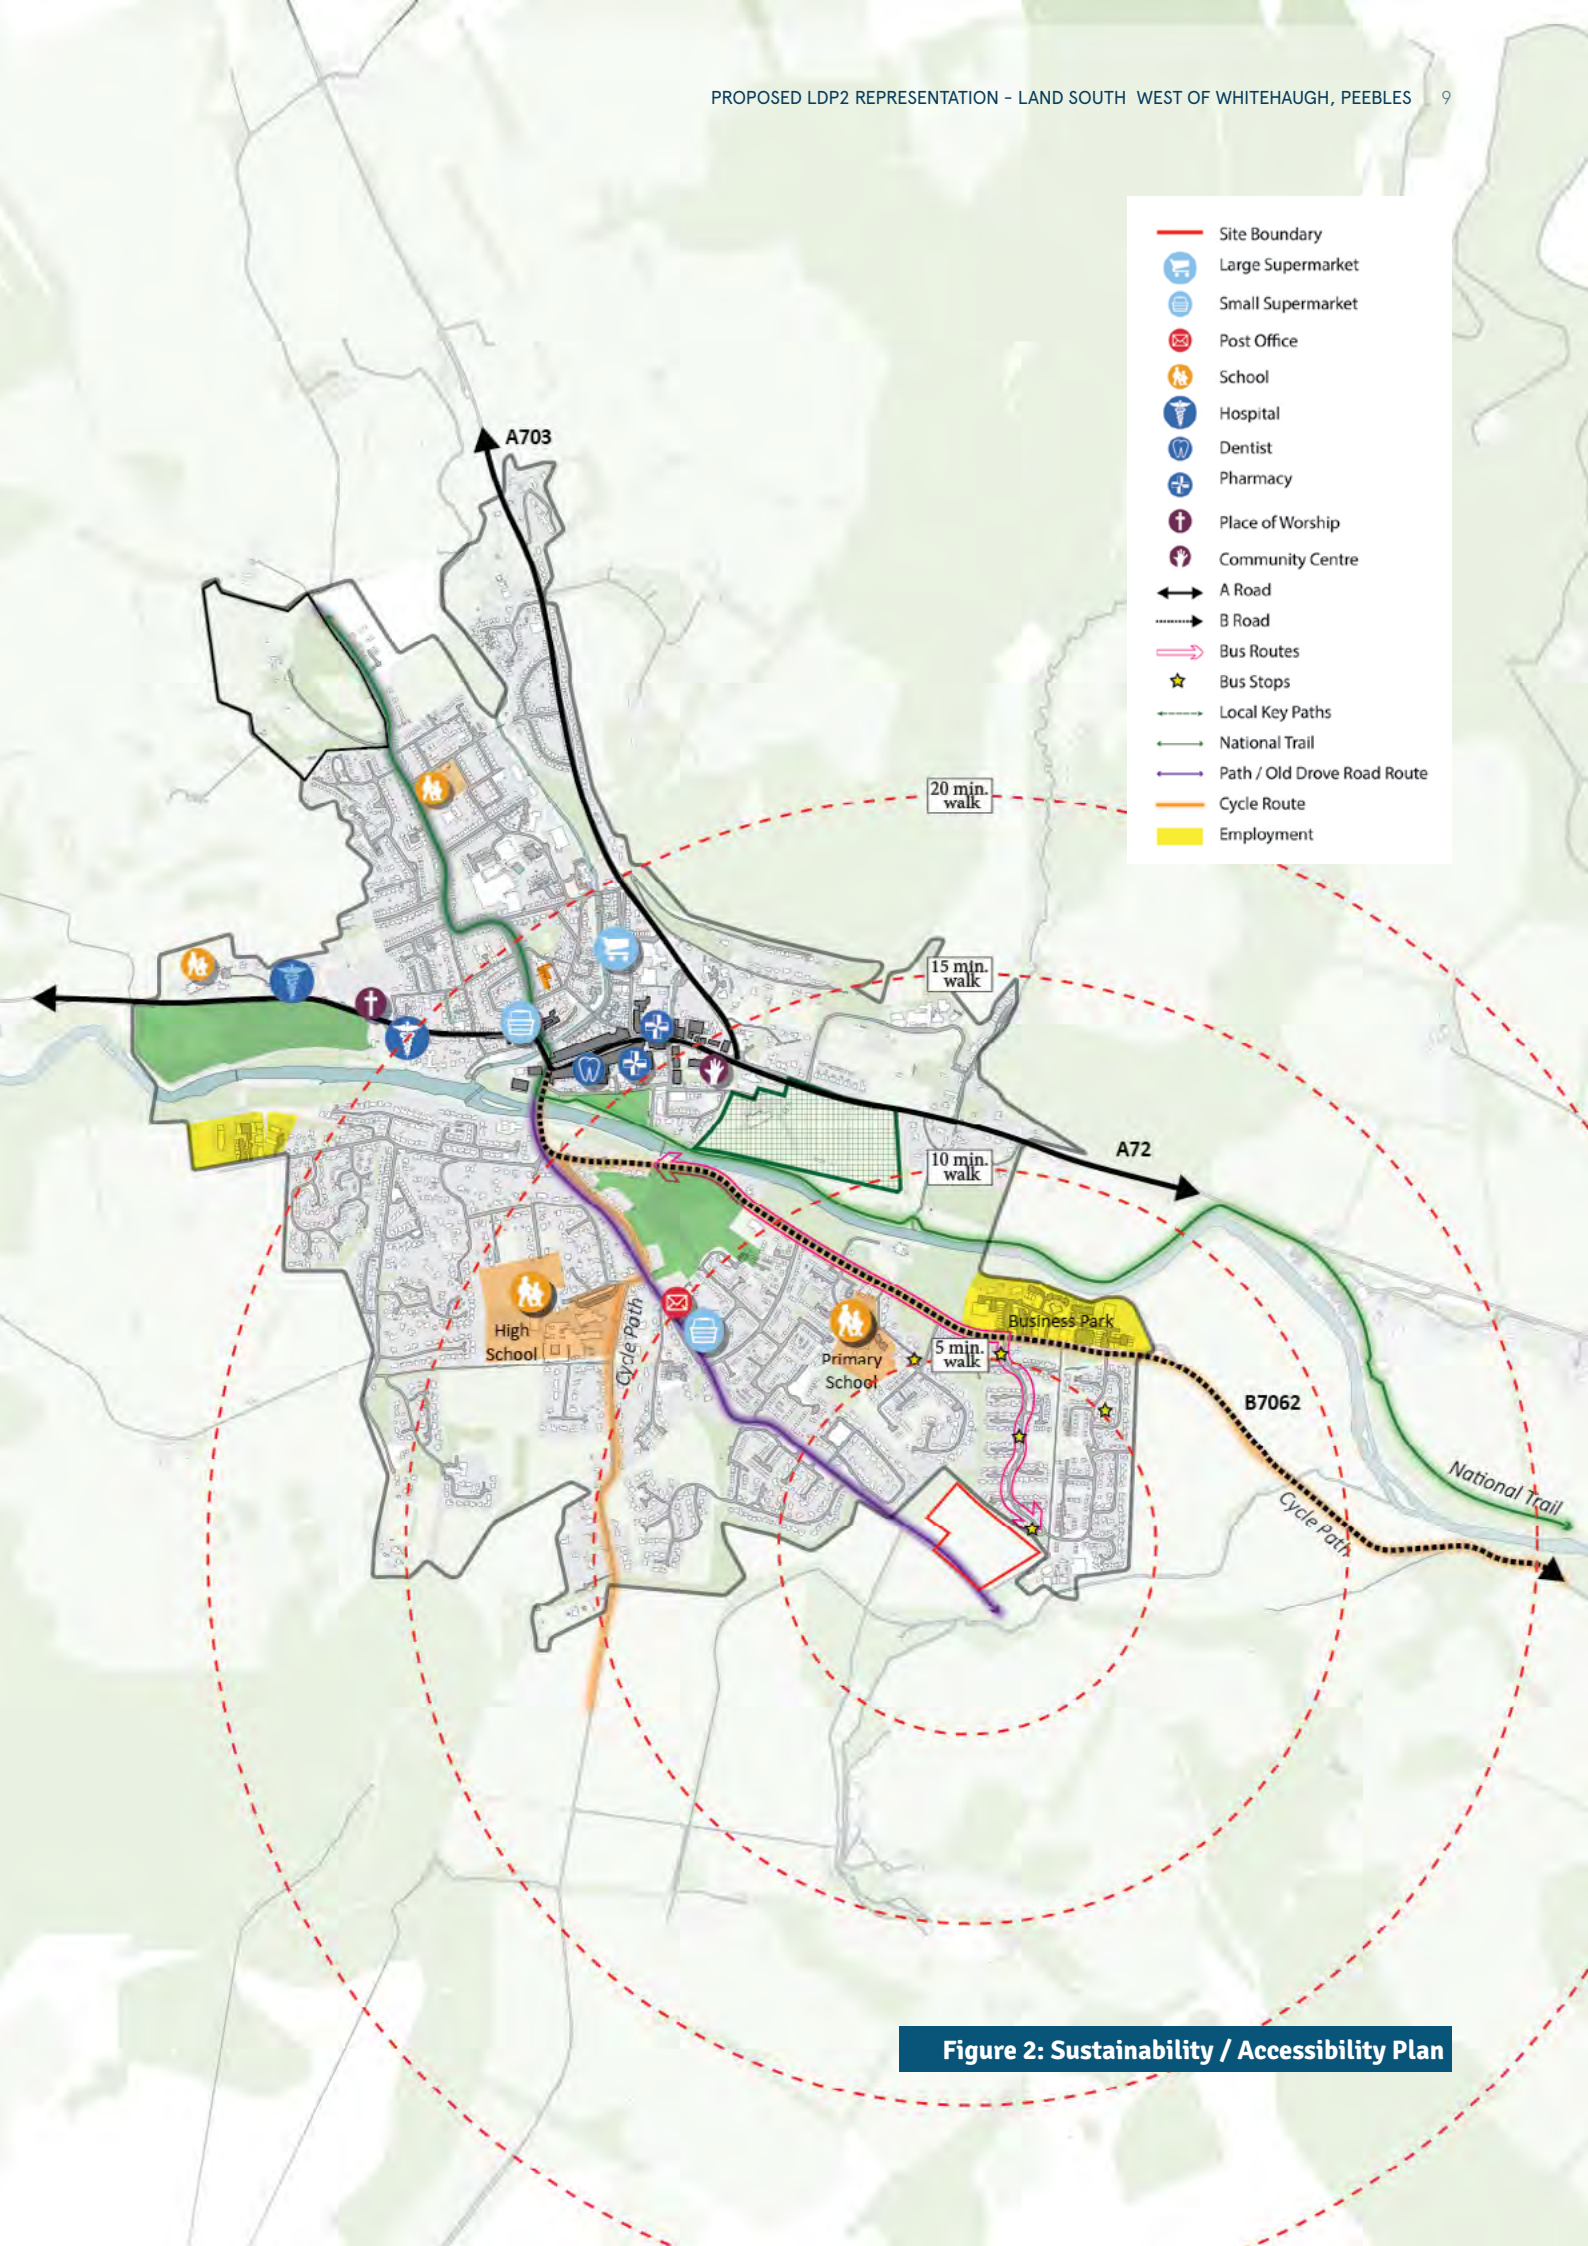 PROPOSED LDP2 REPRESENTATION - LAND SOUTH WEST OF WHITEHAUGH, PEEBLES 9
Site Boundary
Large Supermarket
Small Supermarket
Post Office
School
Hospital
Dentist
Pharmacy
Place of Worship
Community Centre
A Road
B Road
Bus Routes
Bus Stops
Local Key Paths
National Trail
Path / Old Drove Road Route
Cycle Route
Employment
A703
20 min.
walk
15 min.
walk
A72
10 min.
walk
Business Park
High
School
Cycle Path
Primary
School
5 min.
walk
B7062
National Trail
Cycle Path
Figure 2: Sustainability / Accessibility Plan